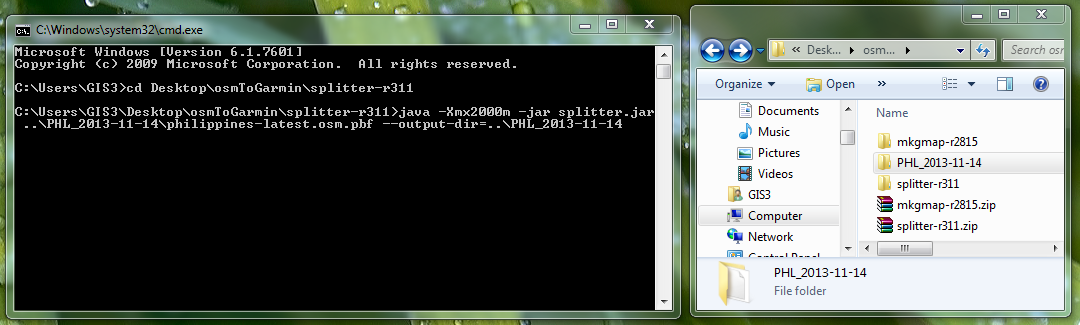 C:\Windows\system32\cmd.exe
Microsoft Windows [Version 6.1.7601]
Copyright (c) 2009 Microsoft Corporation.  All rights reserved.
C:\Users\GIS3>cd Desktop\osmToGarmin\splitter-r311
C:\Users\GIS3\Desktop\osmToGarmin\splitter-r311>java -Xmx2000m -jar splitter.jar
..\PHL_2013-11-14\philippines-latest.osm.pbf --output-dir=..\PHL_2013-11-14
« Desk... osm... Search osm
Organize Open »
Documents
Music
Pictures
Videos
GIS3
Computer
Network
Control Panel
Name
mkgmap-r2815
PHL_2013-11-14
splitter-r311
mkgmap-r2815.zip
splitter-r311.zip
PHL_2013-11-14
File folder